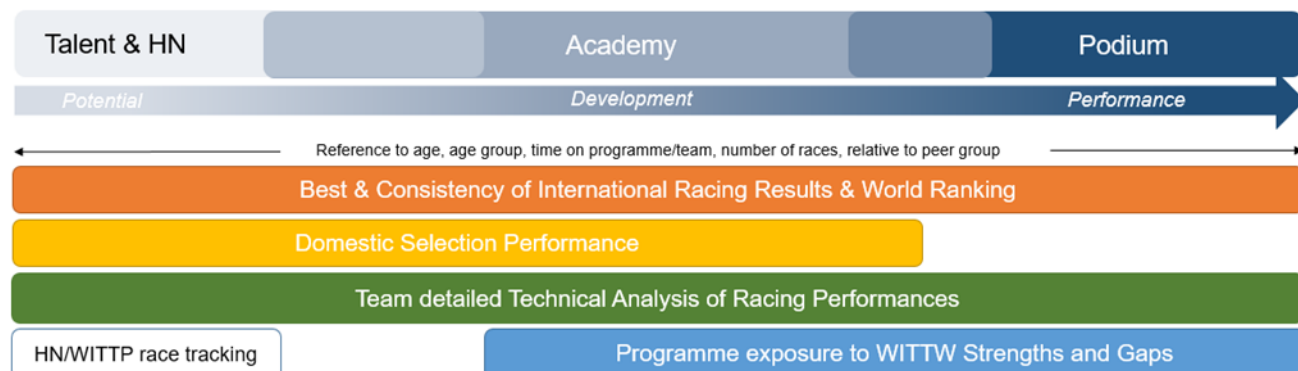 Talent & HN
Academy
Podium
Potential
Development
Performance
Reference to age, age group, time on programme/team, number of races, relative to peer group
Best & Consistency of International Racing Results & World Ranking
Domestic Selection Performance
Team detailed Technical Analysis of Racing Performances
HN/WITTP race tracking
Programme exposure to WITTW Strengths and Gaps